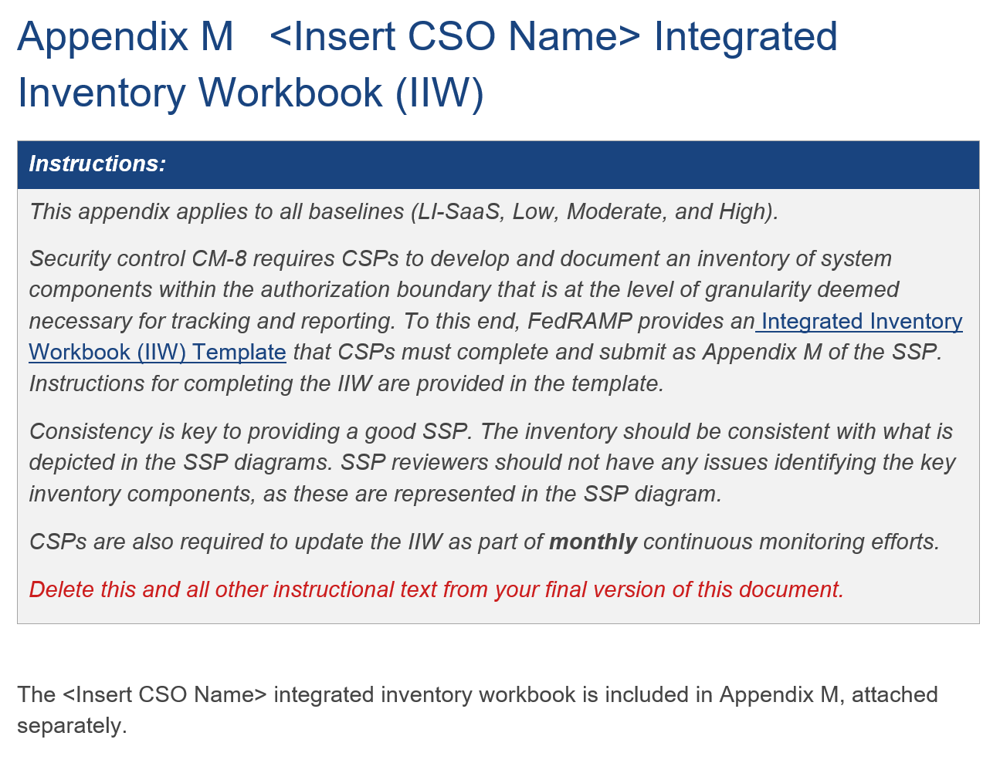 Appendix M   <Insert CSO Name> Integrated
Inventory Workbook (IIW)
Instructions:
This appendix applies to all baselines (LI-SaaS, Low, Moderate, and High).
Security control CM-8 requires CSPs to develop and document an inventory of system
components within the authorization boundary that is at the level of granularity deemed
necessary for tracking and reporting. To this end, FedRAMP provides an Integrated Inventory
Workbook (IIW) Template that CSPs must complete and submit as Appendix M of the SSP.
Instructions for completing the IIW are provided in the template.
Consistency is key to providing a good SSP. The inventory should be consistent with what is
depicted in the SSP diagrams. SSP reviewers should not have any issues identifying the key
inventory components, as these are represented in the SSP diagram.
CSPs are also required to update the IIW as part of monthly continuous monitoring efforts.
Delete this and all other instructional text from your final version of this document.
The <Insert CSO Name> integrated inventory workbook is included in Appendix M, attached
separately.